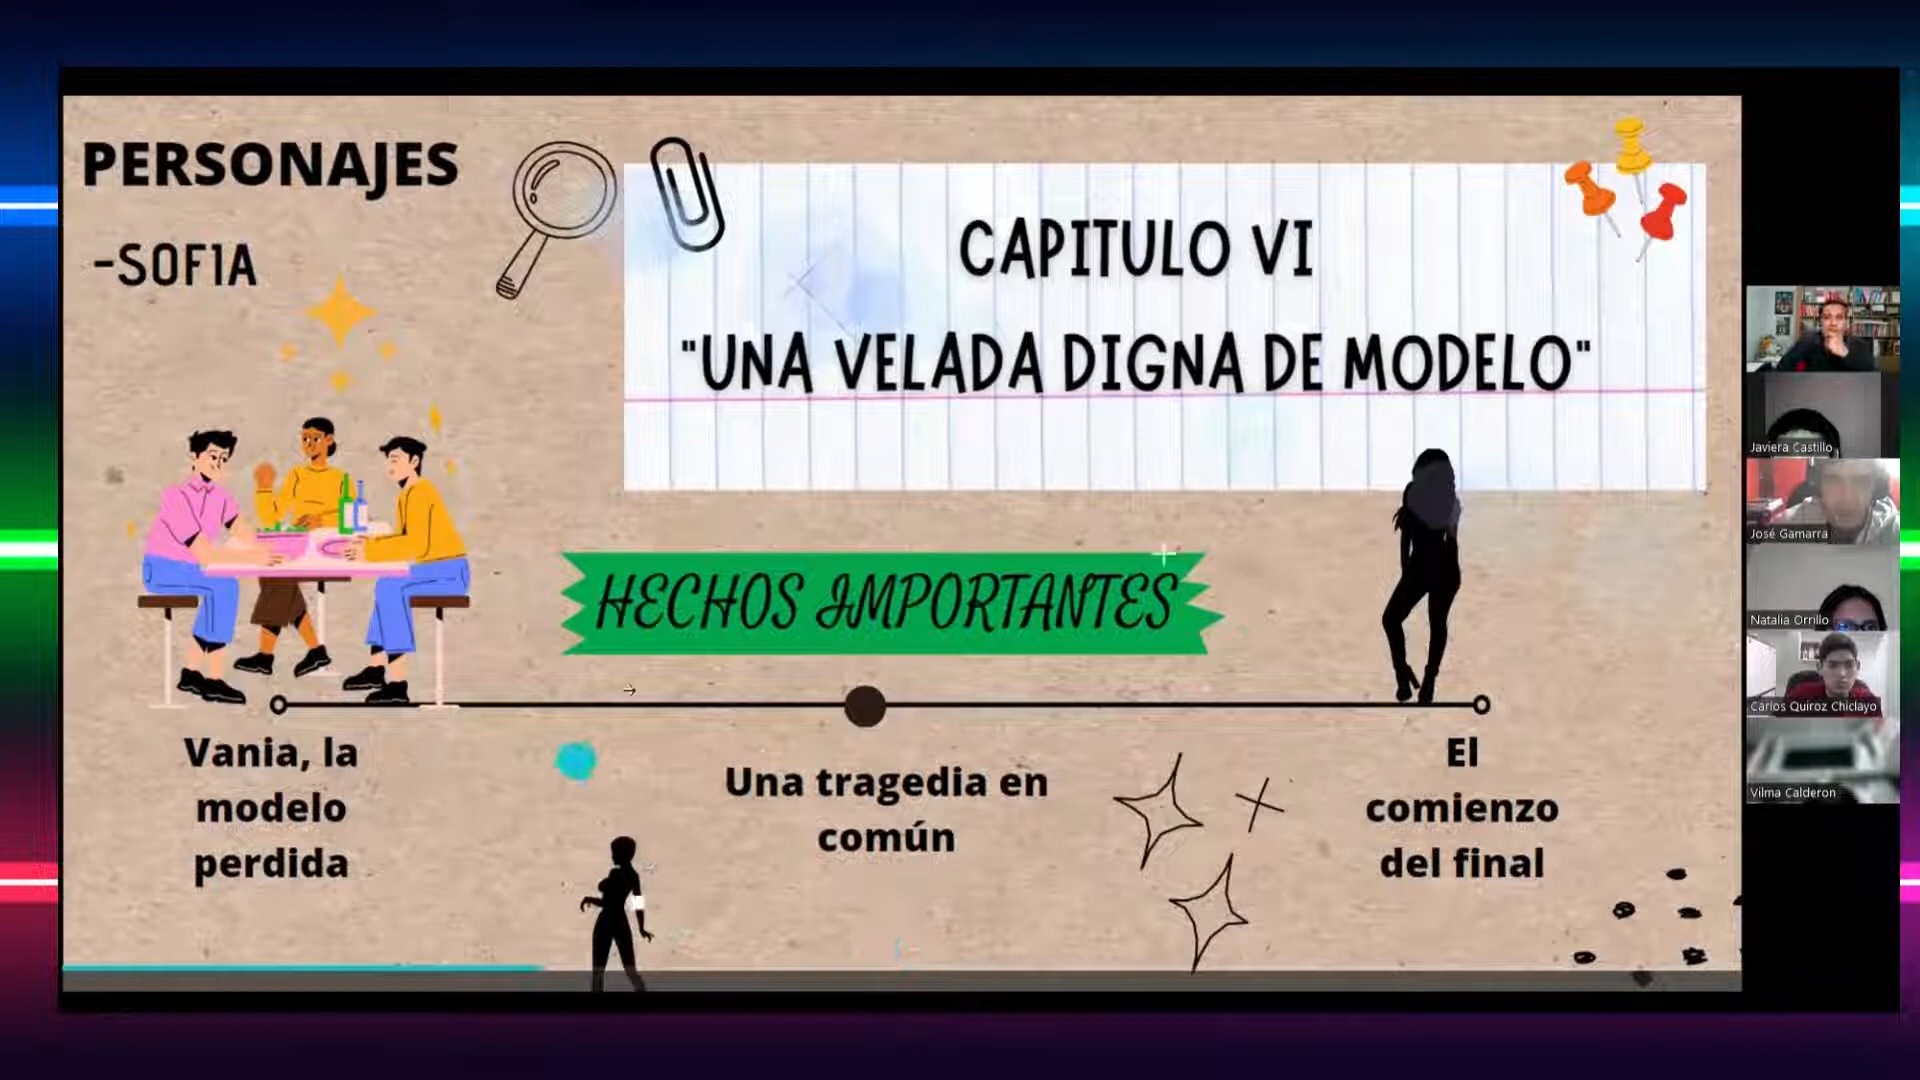 PERSONAJES
-SOFIA
CAPITULO VI
"UNA VELADA DIGNA DE MODELO"
HECHOS IMPORTANTES
Vania, la
modelo
perdida
Una tragedia en
común
El
comienzo
del final
Javiera Castillo
José Gamarra
Natalia Orrillo
Carlos Quiroz Chiclayo
Vilma Calderon